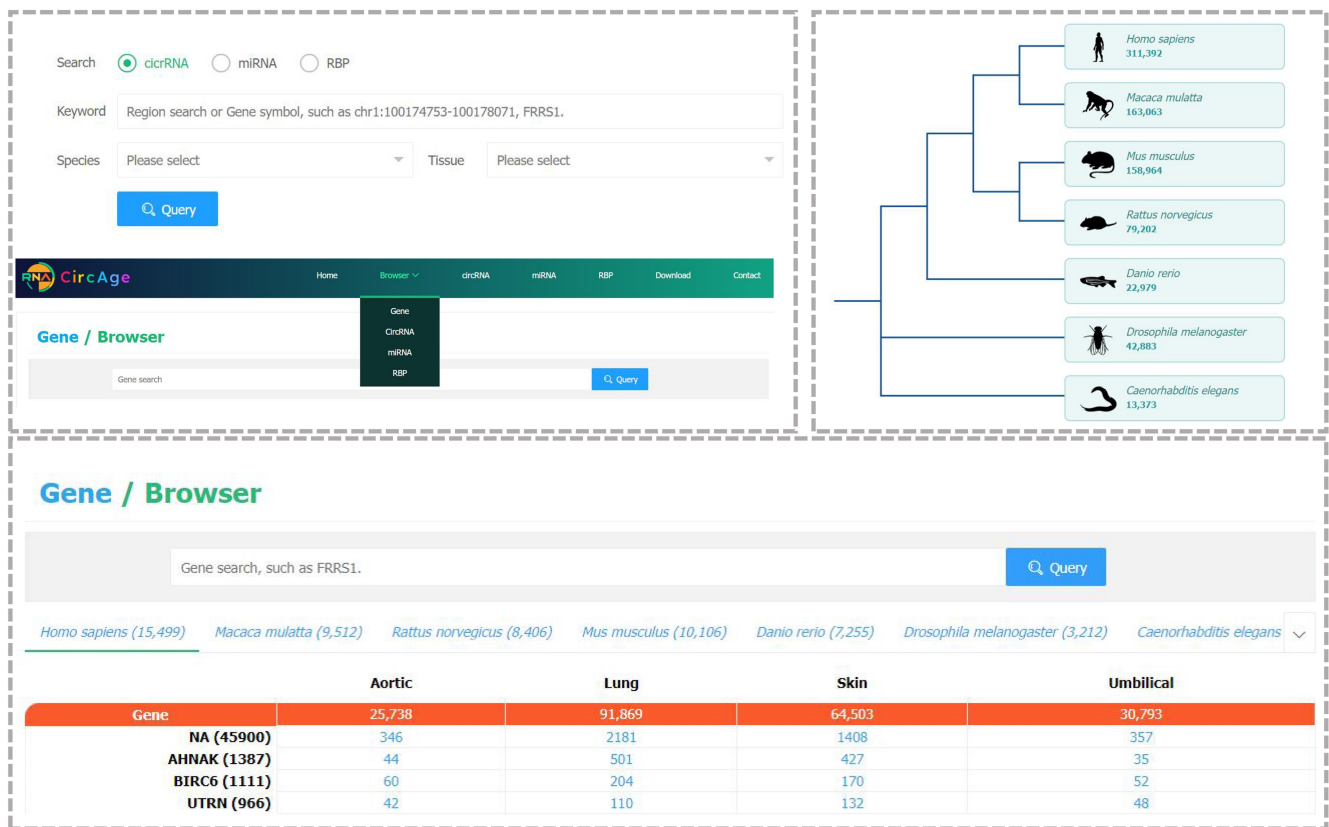 Search cicrRNA miRNA RBP
Keyword Region search or Gene symbol, such as chr1:100174753-100178071, FRRS1.
Species Please select Tissue Please select
Query
RNA CircAge Home Browser circRNA miRNA RBP Download Contact
Gene
CircRNA
miRNA
RBP
Gene / Browser
Gene search Query
Homo sapiens
311,392
Macaca mulatta
163,063
Mus musculus
158,964
Rattus norvegicus
79,202
Danio rerio
22,979
Drosophila melanogaster
42,883
Caenorhabditis elegans
13,373
Gene / Browser
Gene search, such as FRRS1. Query
Homo sapiens (15,499) Macaca mulatta (9,512) Rattus norvegicus (8,406) Mus musculus (10,106) Danio rerio (7,255) Drosophila melanogaster (3,212) Caenorhabditis elegans
Aortic Lung Skin Umbilical
Gene 25,738 91,869 64,503 30,793
NA (45900) 346 2181 1408 357
AHNAK (1387) 44 501 427 35
BIRC6 (1111) 60 204 170 52
UTRN (966) 42 110 132 48